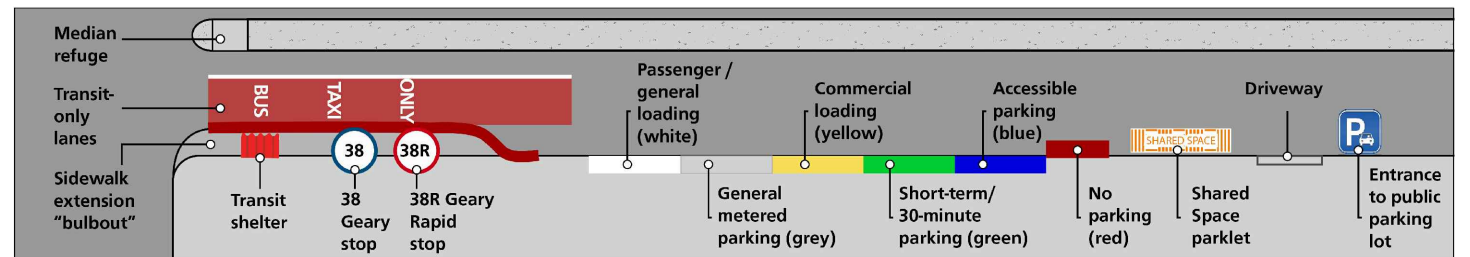 Median
refuge
Transit-
only
lanes
Sidewalk
extension
“bulbout”
BUS
TAXI
ONLY
Transit
shelter
38
38
Geary
stop
38R
38R Geary
Rapid
stop
Passenger /
general
loading
(white)
General
metered
parking (grey)
Commercial
loading
(yellow)
Short-term/
30-minute
parking (green)
Accessible
parking
(blue)
No
parking
(red)
SHARED SPACE
Shared
Space
parklet
Driveway
P
Entrance
to public
parking
lot